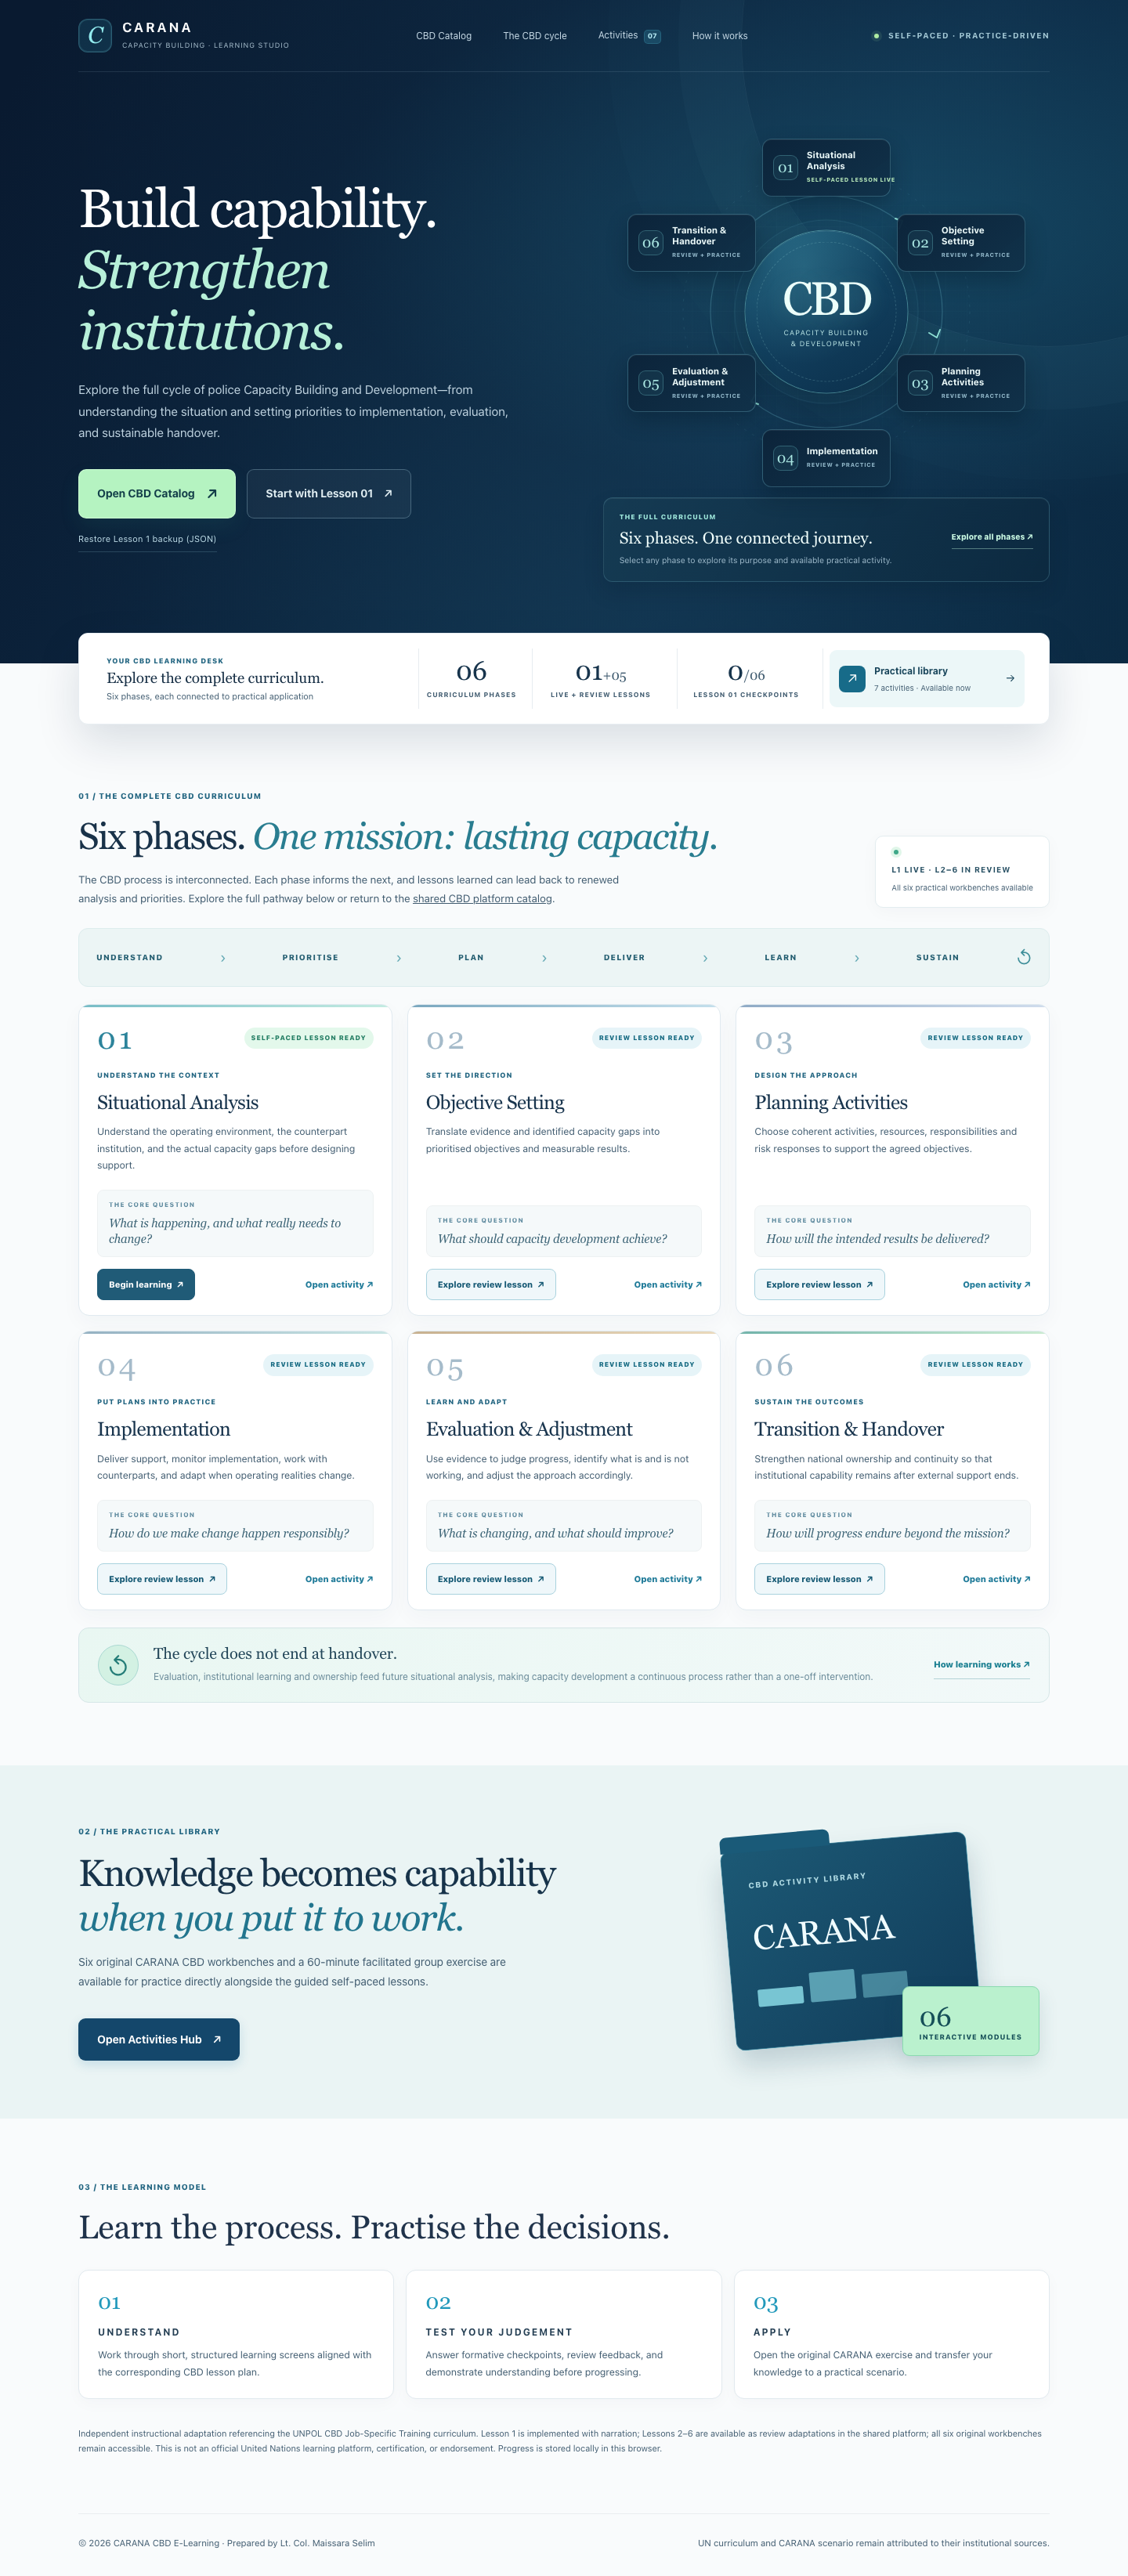 C
CARANA
CAPACITY BUILDING · LEARNING STUDIO
CBD Catalog
The CBD cycle
Activities 07
How it works
SELF-PACED · PRACTICE-DRIVEN
Build capability.
Strengthen
institutions.
Explore the full cycle of police Capacity Building and Development—from
understanding the situation and setting priorities to implementation, evaluation,
and sustainable handover.
Open CBD Catalog ↗
Start with Lesson 01 ↗
Restore Lesson 1 backup (JSON)
01
Situational
Analysis
SELF-PACED LESSON LIVE
06
Transition &
Handover
REVIEW + PRACTICE
02
Objective
Setting
REVIEW + PRACTICE
CBD
CAPACITY BUILDING
& DEVELOPMENT
05
Evaluation &
Adjustment
REVIEW + PRACTICE
03
Planning
Activities
REVIEW + PRACTICE
04
Implementation
REVIEW + PRACTICE
THE FULL CURRICULUM
Six phases. One connected journey.
Select any phase to explore its purpose and available practical activity.
Explore all phases ↗
YOUR CBD LEARNING DESK
Explore the complete curriculum.
Six phases, each connected to practical application
06
CURRICULUM PHASES
01+05
LIVE + REVIEW LESSONS
0/06
LESSON 01 CHECKPOINTS
↗
Practical library
7 activities · Available now
→
01 / THE COMPLETE CBD CURRICULUM
Six phases. One mission: lasting capacity.
The CBD process is interconnected. Each phase informs the next, and lessons learned can lead back to renewed
analysis and priorities. Explore the full pathway below or return to the shared CBD platform catalog.
L1 LIVE · L2–6 IN REVIEW
All six practical workbenches available
UNDERSTAND › PRIORITISE › PLAN › DELIVER › LEARN › SUSTAIN
01
SELF-PACED LESSON READY
UNDERSTAND THE CONTEXT
Situational Analysis
Understand the operating environment, the counterpart
institution, and the actual capacity gaps before designing
support.
THE CORE QUESTION
What is happening, and what really needs to
change?
Begin learning ↗
Open activity ↗
02
REVIEW LESSON READY
SET THE DIRECTION
Objective Setting
Translate evidence and identified capacity gaps into
prioritised objectives and measurable results.
THE CORE QUESTION
What should capacity development achieve?
Explore review lesson ↗
Open activity ↗
03
REVIEW LESSON READY
DESIGN THE APPROACH
Planning Activities
Choose coherent activities, resources, responsibilities and
risk responses to support the agreed objectives.
THE CORE QUESTION
How will the intended results be delivered?
Explore review lesson ↗
Open activity ↗
04
REVIEW LESSON READY
PUT PLANS INTO PRACTICE
Implementation
Deliver support, monitor implementation, work with
counterparts, and adapt when operating realities change.
THE CORE QUESTION
How do we make change happen responsibly?
Explore review lesson ↗
Open activity ↗
05
REVIEW LESSON READY
LEARN AND ADAPT
Evaluation & Adjustment
Use evidence to judge progress, identify what is and is not
working, and adjust the approach accordingly.
THE CORE QUESTION
What is changing, and what should improve?
Explore review lesson ↗
Open activity ↗
06
REVIEW LESSON READY
SUSTAIN THE OUTCOMES
Transition & Handover
Strengthen national ownership and continuity so that
institutional capability remains after external support ends.
THE CORE QUESTION
How will progress endure beyond the mission?
Explore review lesson ↗
Open activity ↗
The cycle does not end at handover.
Evaluation, institutional learning and ownership feed future situational analysis, making capacity development a continuous process rather than a one-off intervention.
How learning works ↗
02 / THE PRACTICAL LIBRARY
Knowledge becomes capability
when you put it to work.
Six original CARANA CBD workbenches and a 60-minute facilitated group exercise are
available for practice directly alongside the guided self-paced lessons.
Open Activities Hub ↗
CBD ACTIVITY LIBRARY
CARANA
06
INTERACTIVE MODULES
03 / THE LEARNING MODEL
Learn the process. Practise the decisions.
01
UNDERSTAND
Work through short, structured learning screens aligned with
the corresponding CBD lesson plan.
02
TEST YOUR JUDGEMENT
Answer formative checkpoints, review feedback, and
demonstrate understanding before progressing.
03
APPLY
Open the original CARANA exercise and transfer your
knowledge to a practical scenario.
Independent instructional adaptation referencing the UNPOL CBD Job-Specific Training curriculum. Lesson 1 is implemented with narration; Lessons 2–6 are available as review adaptations in the shared platform; all six original workbenches
remain accessible. This is not an official United Nations learning platform, certification, or endorsement. Progress is stored locally in this browser.
© 2026 CARANA CBD E-Learning · Prepared by Lt. Col. Maissara Selim
UN curriculum and CARANA scenario remain attributed to their institutional sources.